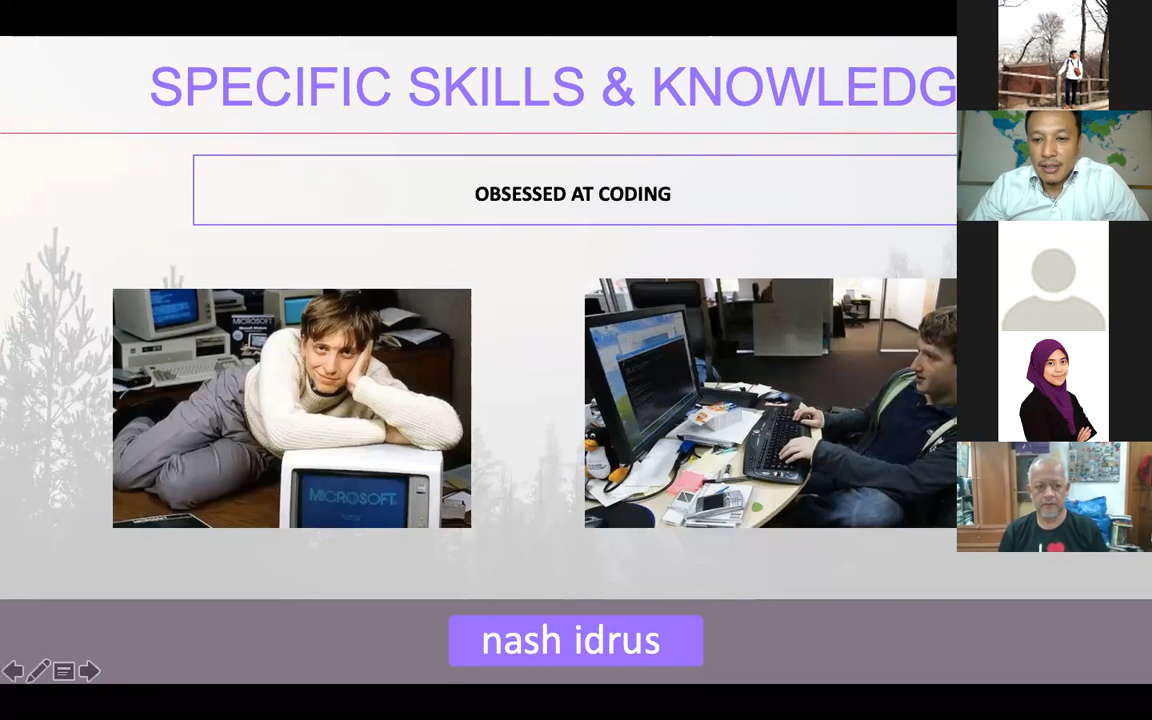 SPECIFIC SKILLS & KNOWLEDG
OBSESSED AT CODING
MICROSOFT
MICROSOFT.
nash idrus
I